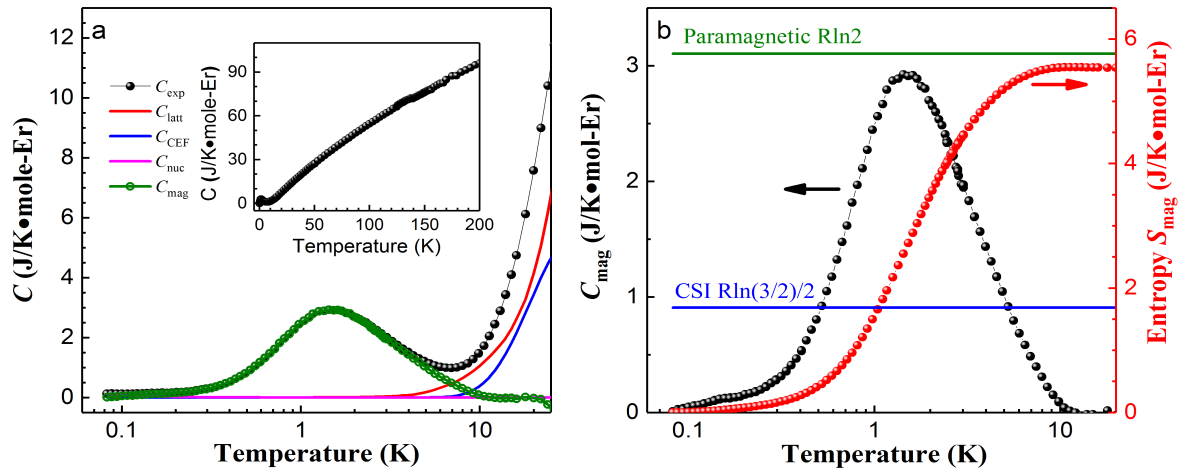 a
12
10
8
6
4
2
0
C (J/K●mole-Er)
0.1
1
10
Temperature (K)
C_exp
C_latt
C_CEF
C_nuc
C_mag
90
60
30
0
C (J/K●mole-Er)
0
50
100
150
200
Temperature (K)
b
Paramagnetic Rln2
CSI Rln(3/2)/2
3
2
1
0
C_mag (J/K●mol-Er)
0.1
1
10
Temperature (K)
6
4
2
0
Entropy S_mag (J/K●mol-Er)